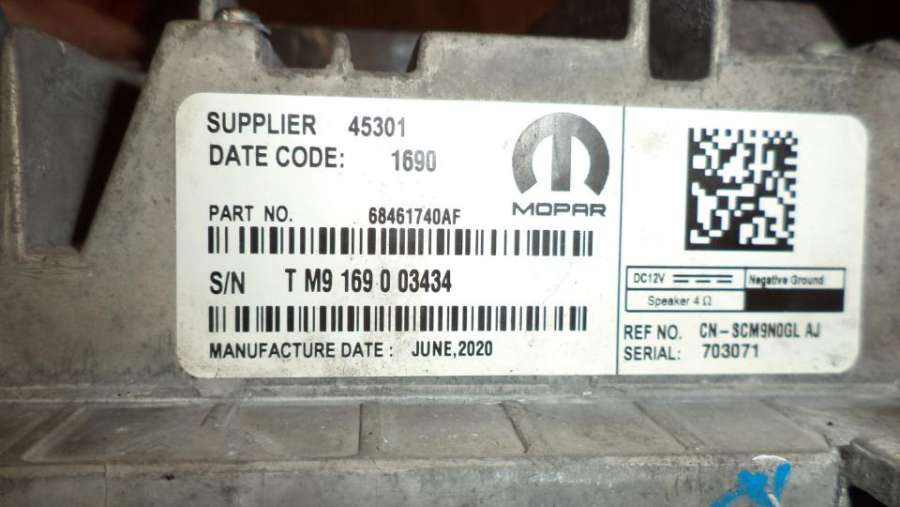 SUPPLIER 45301
DATE CODE: 1690
MOPAR
PART NO. 68461740AF
S/N T M9 169 0 03434
MANUFACTURE DATE : JUNE,2020
DC12V Negative Ground
Speaker 4 Ω
REF NO. CN-SCM9N0GL AJ
SERIAL: 703071